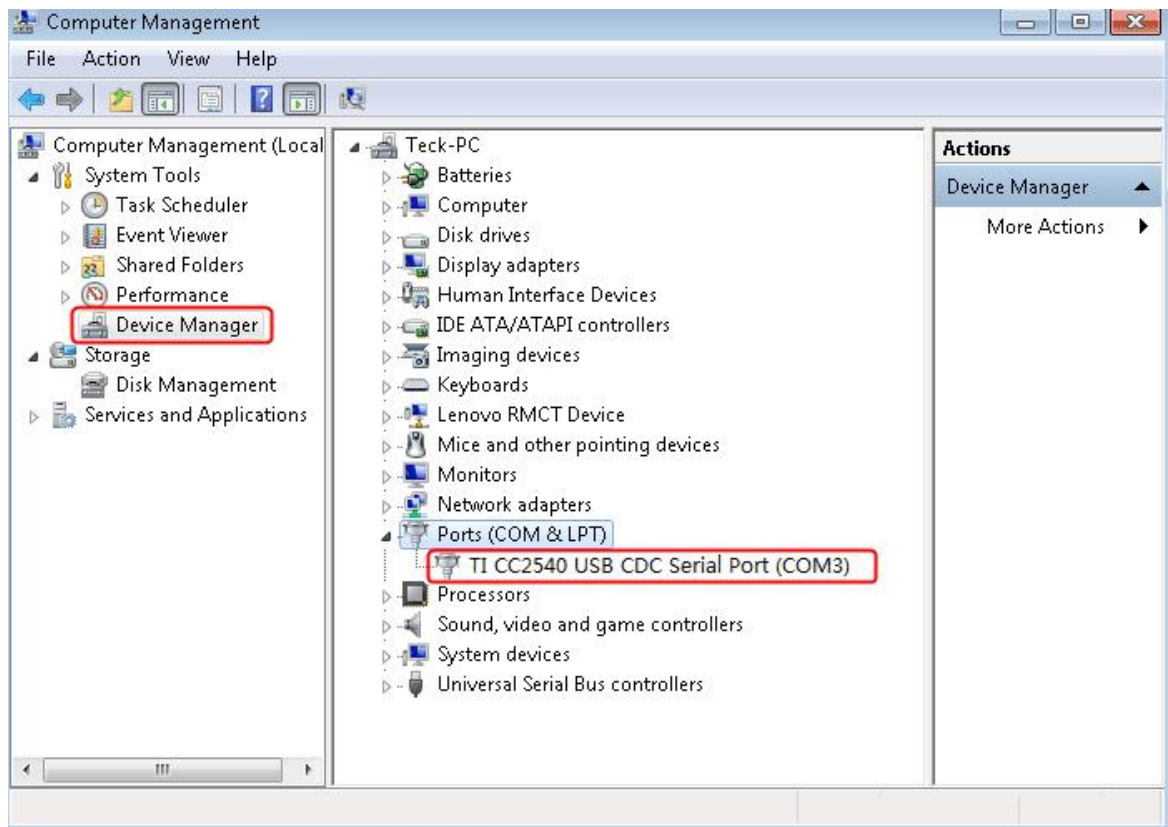 Computer Management
File Action View Help
Computer Management (Local
System Tools
Task Scheduler
Event Viewer
Shared Folders
Performance
Device Manager
Storage
Disk Management
Services and Applications
Teck-PC
Batteries
Computer
Disk drives
Display adapters
Human Interface Devices
IDE ATA/ATAPI controllers
Imaging devices
Keyboards
Lenovo RMCT Device
Mice and other pointing devices
Monitors
Network adapters
Ports (COM & LPT)
TI CC2540 USB CDC Serial Port (COM3)
Processors
Sound, video and game controllers
System devices
Universal Serial Bus controllers
Actions
Device Manager
More Actions